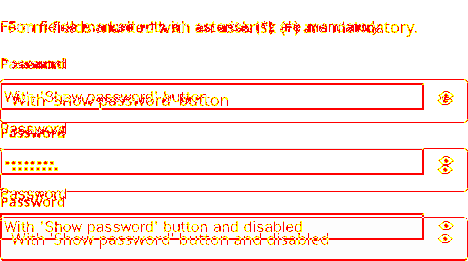 Form fields marked with asterisk (*) are mandatory.
Password
With 'Show password' button
Password
••••••••
Password
With 'Show password' button and disabled